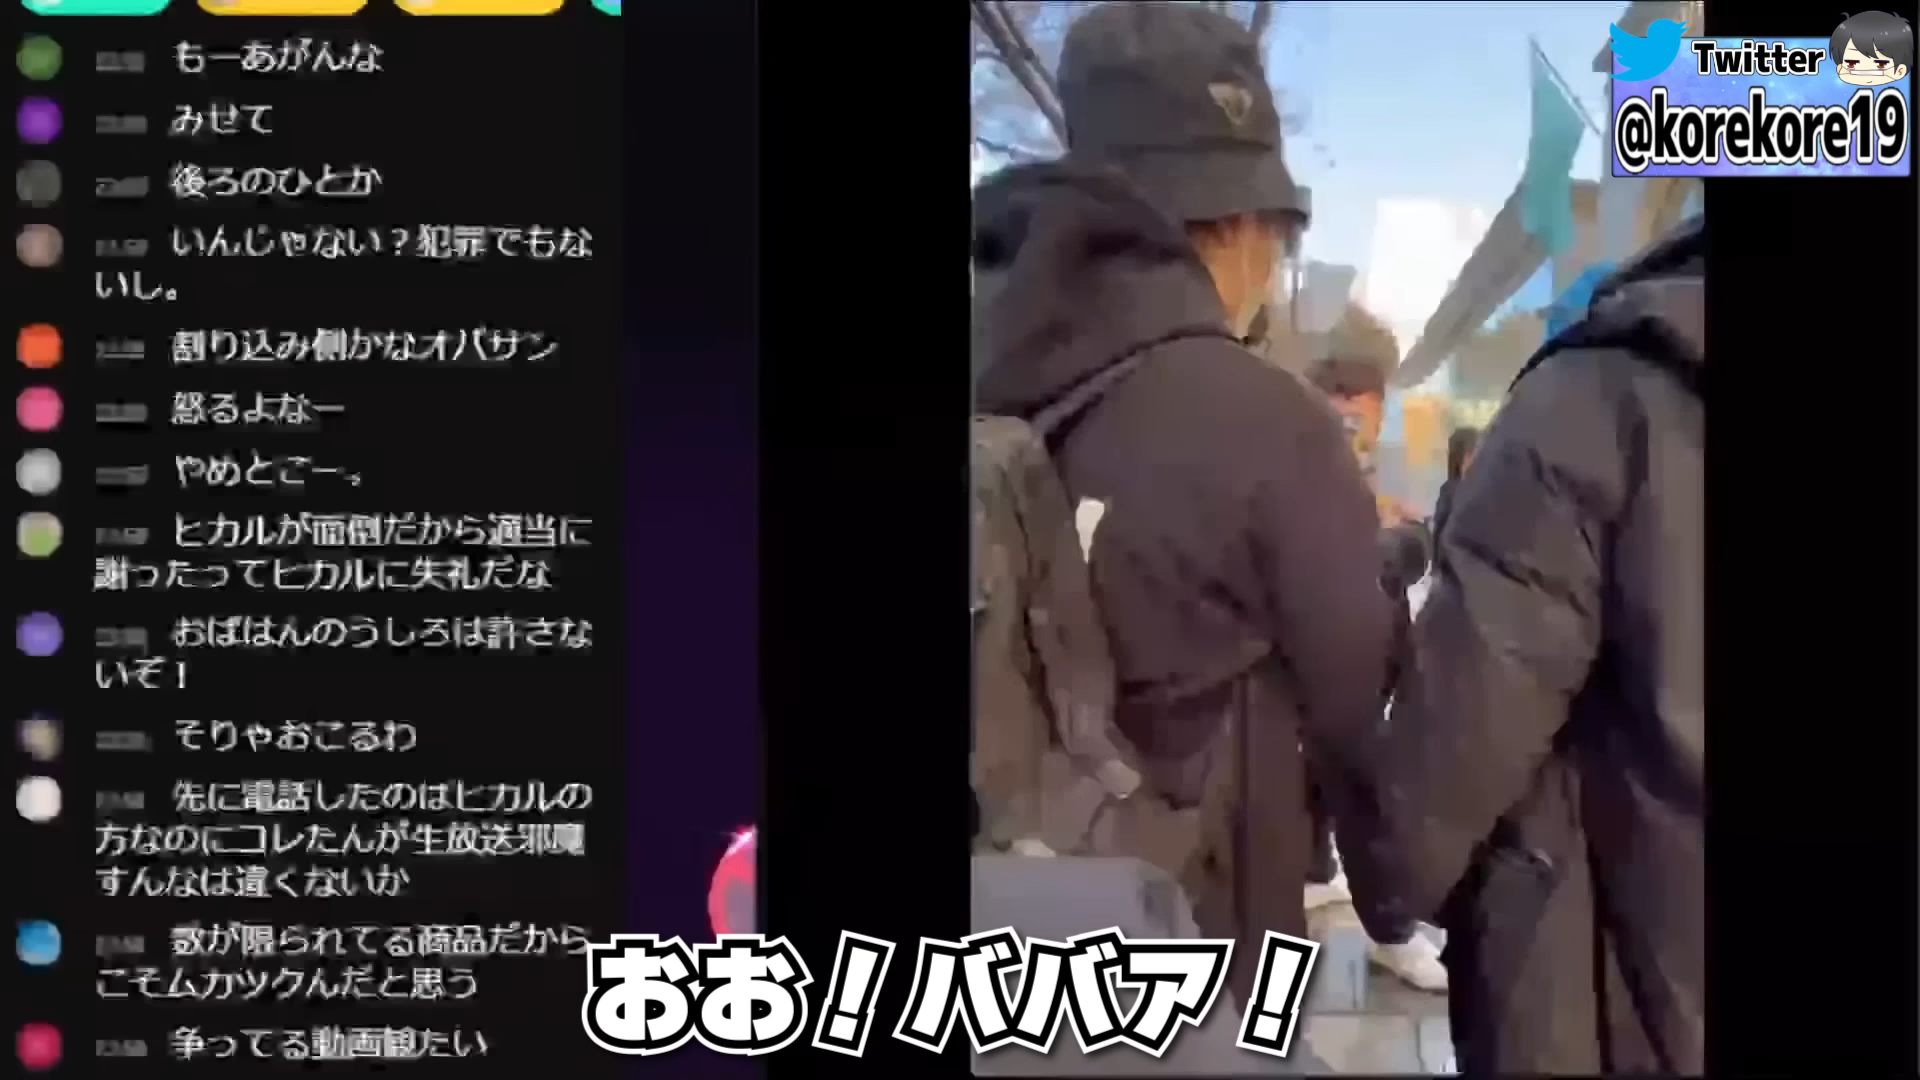 もーあがんな
みせて
後ろのひとか
いんじゃない？犯罪でもな
いし。
割り込み側かなオバサン
怒るよなー
やめとこー。
ヒカルが面倒だから適当に
謝ったってヒカルに失礼だな
おばはんのうしろは許さな
いぞ！
そりゃおこるわ
先に電話したのはヒカルの
方なのにコレたんが生放送邪魔
すんなは違くないか
数が限られてる商品だから
こそムカツクんだと思う
争ってる動画観たい
Twitter
@korekore19
おお！ババァ！